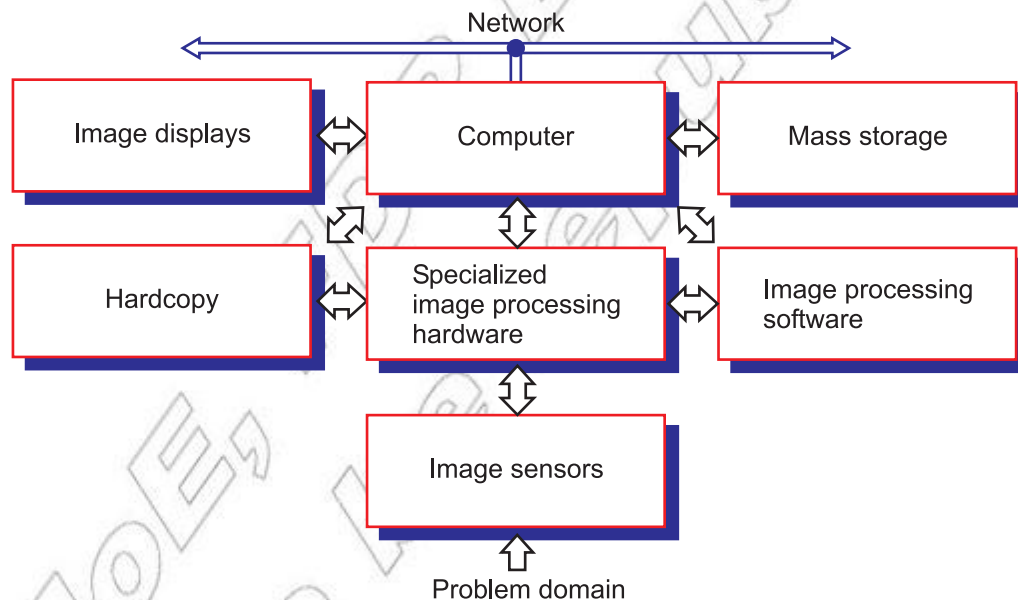 Network
Image displays
Computer
Mass storage
Hardcopy
Specialized
image processing
hardware
Image processing
software
Image sensors
Problem domain